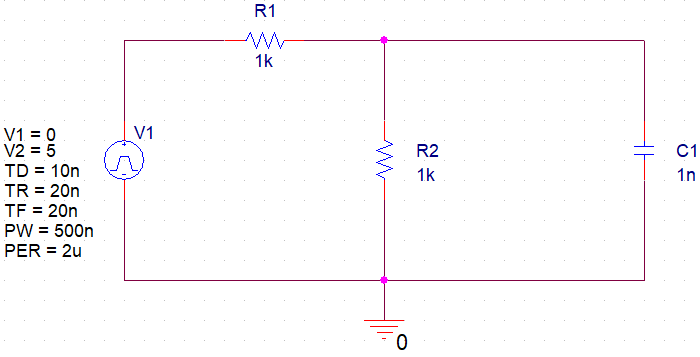 R1
1k
V1
V1 = 0
V2 = 5
TD = 10n
TR = 20n
TF = 20n
PW = 500n
PER = 2u
R2
1k
C1
1n
0